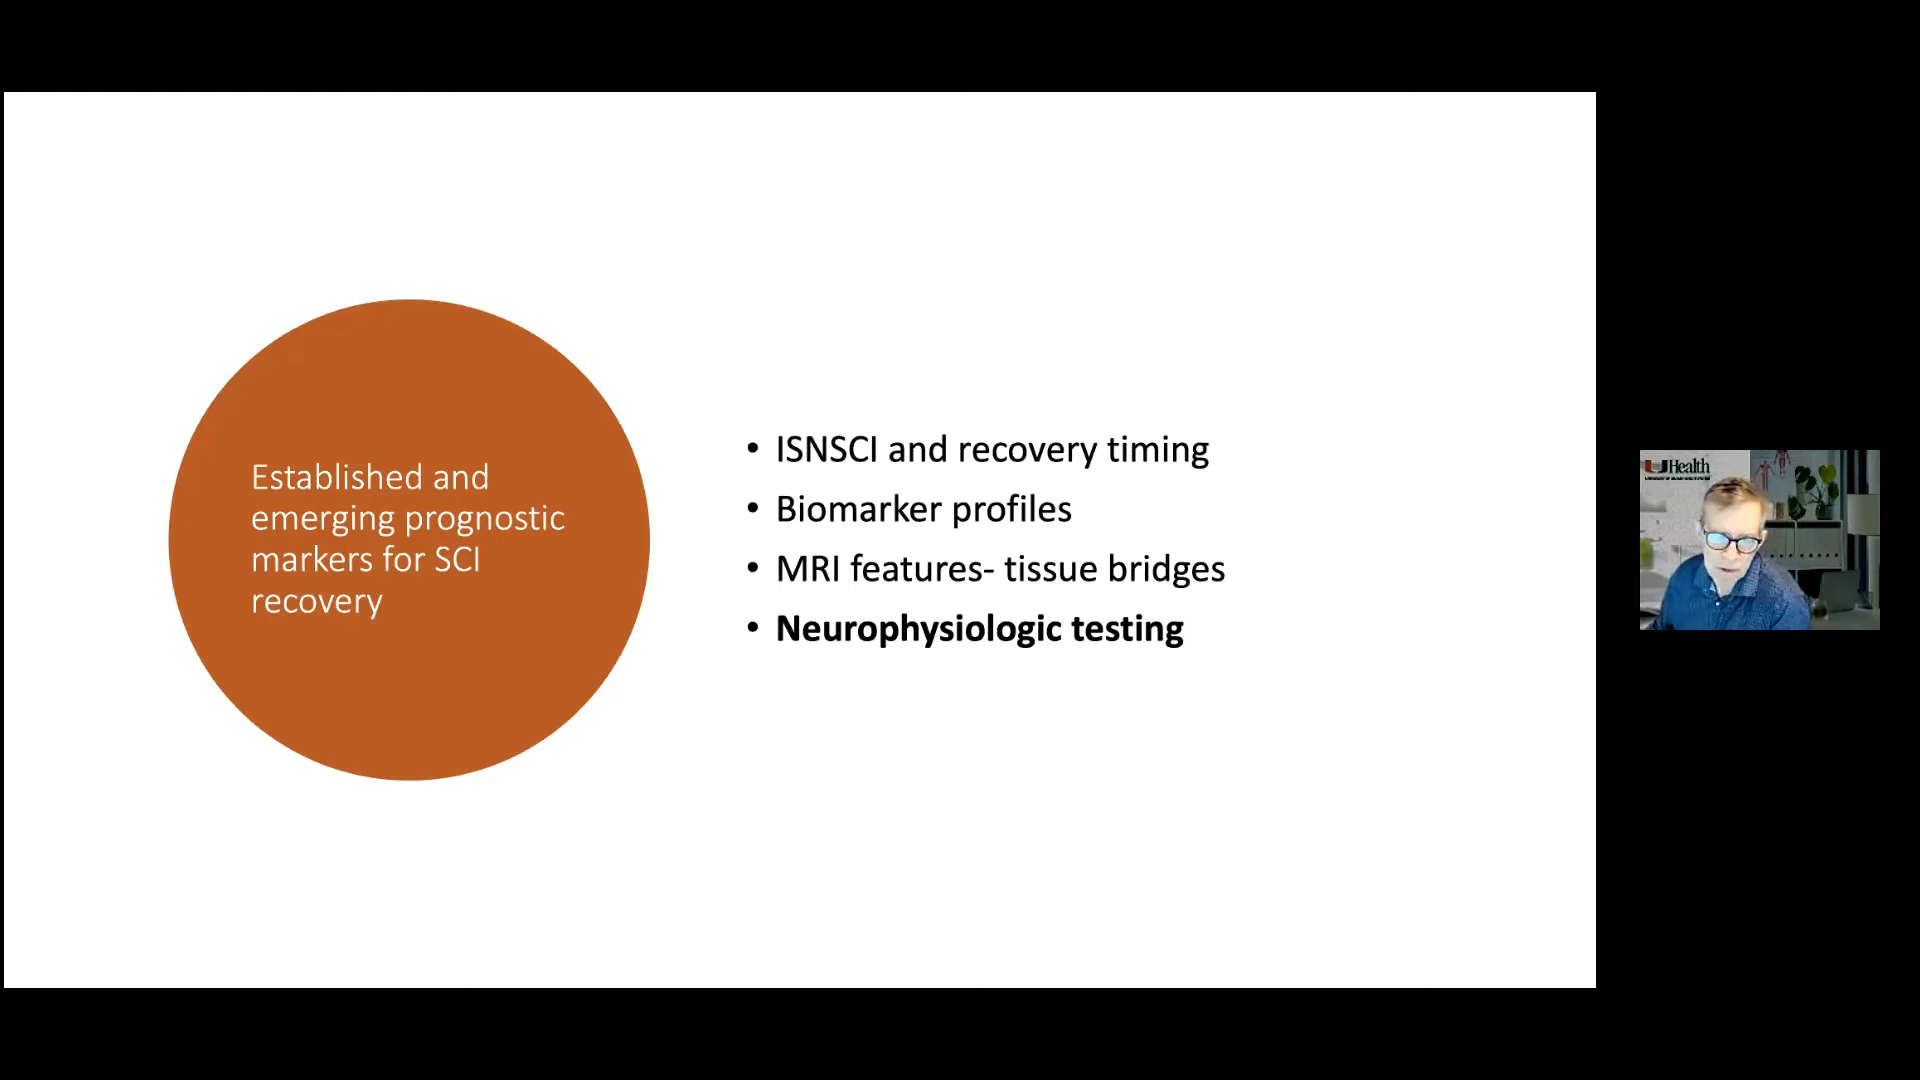 Established and
emerging prognostic
markers for SCI
recovery
• ISNSCI and recovery timing
• Biomarker profiles
• MRI features- tissue bridges
• Neurophysiologic testing
UHealth